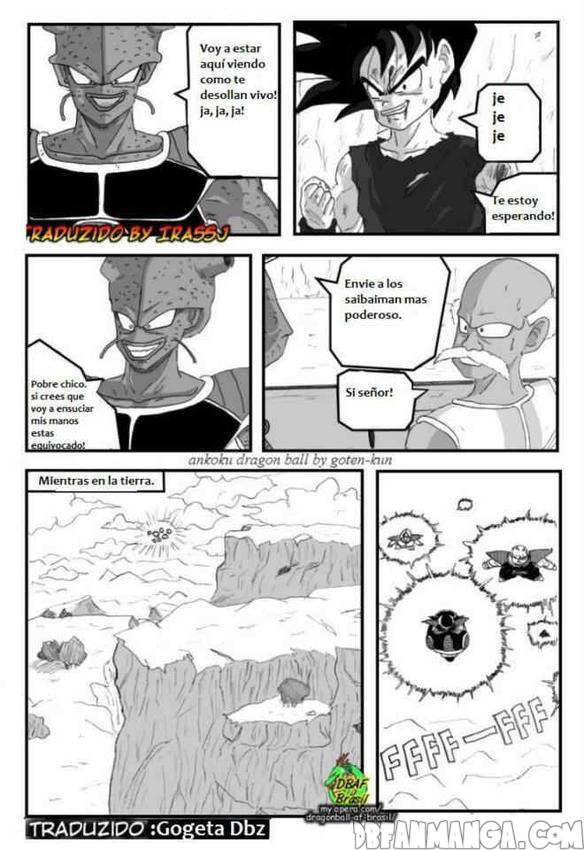 Voy a estar
aquí viendo
como te
desollan vivo!
ja, ja, ja!
je
je
je
Te estoy
esperando!
TRADUZIDO BY IRASSJ
Pobre chico.
si crees que
voy a ensuciar
mis manos
estas
equivocado!
Envie a los
saibaiman mas
poderoso.
Si señor!
ankoku dragon ball by goten-kun
Mientras en la tierra.
FFFF—FFF
DBAF
Brasil
my.opera.com/
dragonball-af-brasil/
TRADUZIDO :Gogeta Dbz
DBFANMANGA.COM